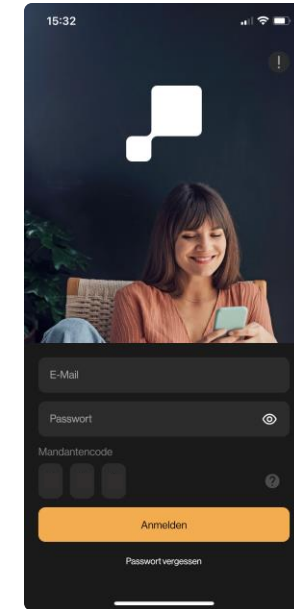 15:32
!
E-Mail
Passwort
Mandantencode
?
Anmelden
Passwort vergessen